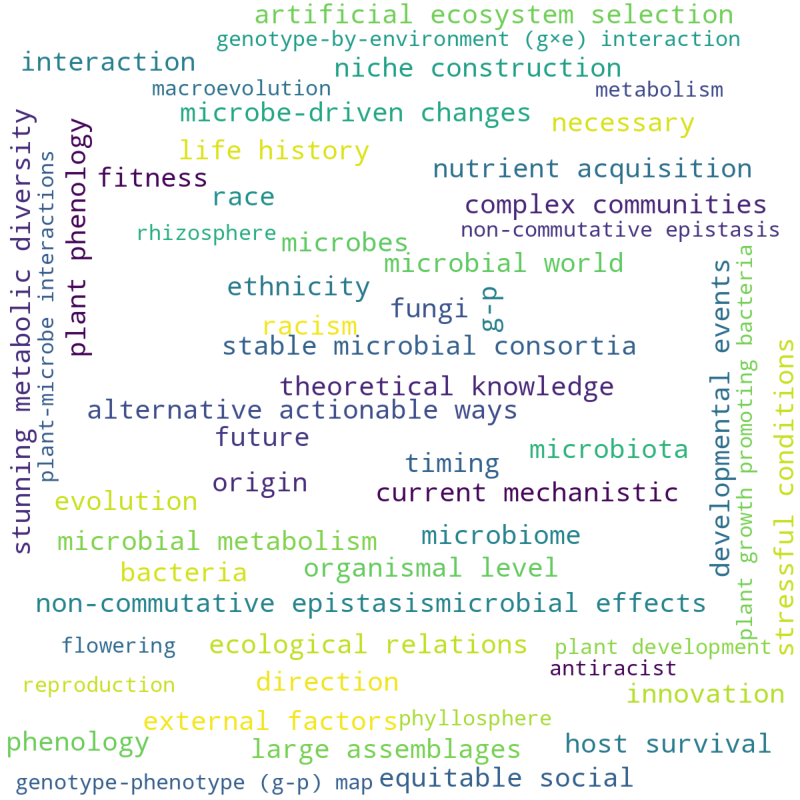 artificial ecosystem selection
genotype-by-environment (g×e) interaction
interaction
niche construction
macroevolution
metabolism
microbe-driven changes
necessary
life history
nutrient acquisition
fitness
race
complex communities
rhizosphere
non-commutative epistasis
microbes
microbial world
stunning metabolic diversity
plant-microbe interactions
plant phenology
ethnicity
fungi
g-p
racism
stable microbial consortia
theoretical knowledge
alternative actionable ways
future
timing
microbiota
origin
current mechanistic
evolution
developmental events
plant growth promoting bacteria
stressful conditions
microbial metabolism
microbiome
bacteria
organismal level
non-commutative epistasismicrobial effects
flowering
ecological relations
plant development
antiracist
reproduction
direction
innovation
external factors
phyllosphere
phenology
large assemblages
host survival
genotype-phenotype (g-p) map
equitable social